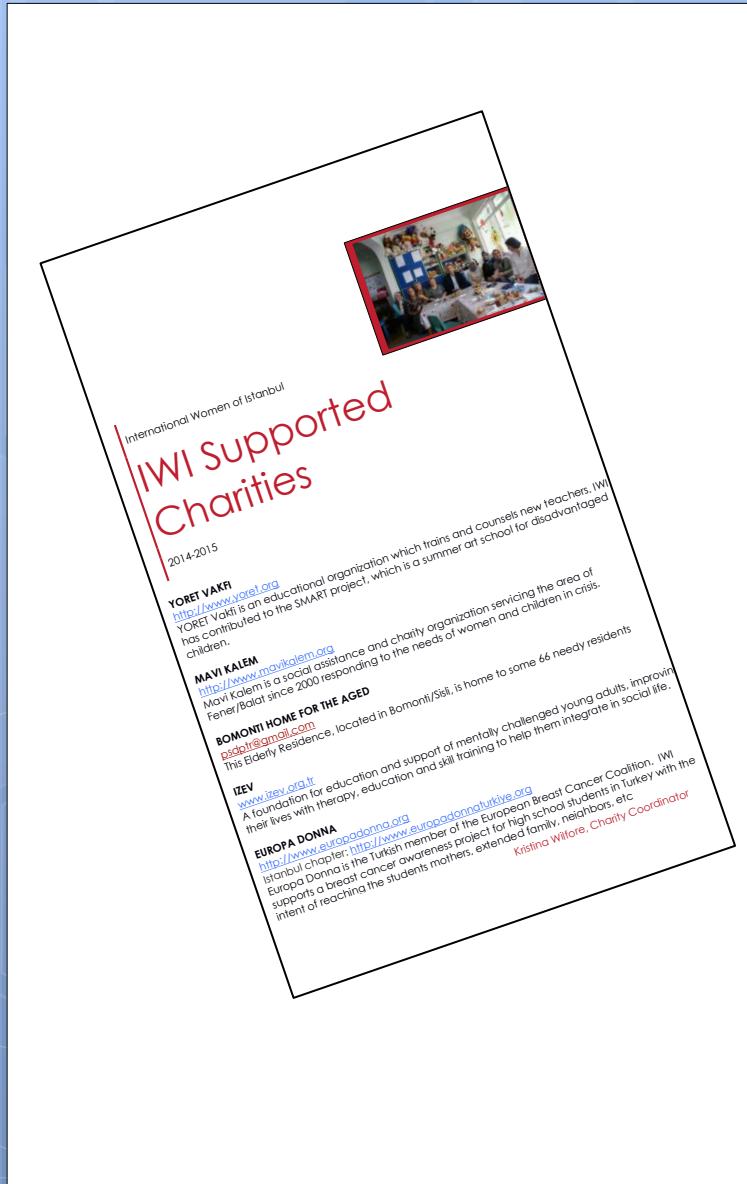 International Women of Istanbul
IWI Supported
Charities
2014-2015
YORET VAKFI
http://www.yoret.org
YORET Vakfi is an educational organization which trains and counsels new teachers. IWI
has contributed to the SMART project, which is a summer art school for disadvantaged
children.
MAVI KALEM
http://www.mavikalem.org
Mavi Kalem is a social assistance and charity organization servicing the area of
Fener/Balat since 2000 responding to the needs of women and children in crisis.
BOMONTI HOME FOR THE AGED
psdptr@gmail.com
This Elderly Residence, located in Bomonti/Sisli, is home to some 66 needy residents
IZEV
www.izev.org.tr
A foundation for education and support of mentally challenged young adults, improvin
their lives with therapy, education and skill training to help them integrate in social life.
EUROPA DONNA
http://www.europadonna.org
Istanbul chapter: http://www.europadonnaturkiye.org
Europa Donna is the Turkish member of the European Breast Cancer Coalition. IWI
supports a breast cancer awareness project for high school students in Turkey with the
intent of reaching the students mothers, extended family, neighbors, etc
Kristina Wilfore, Charity Coordinator